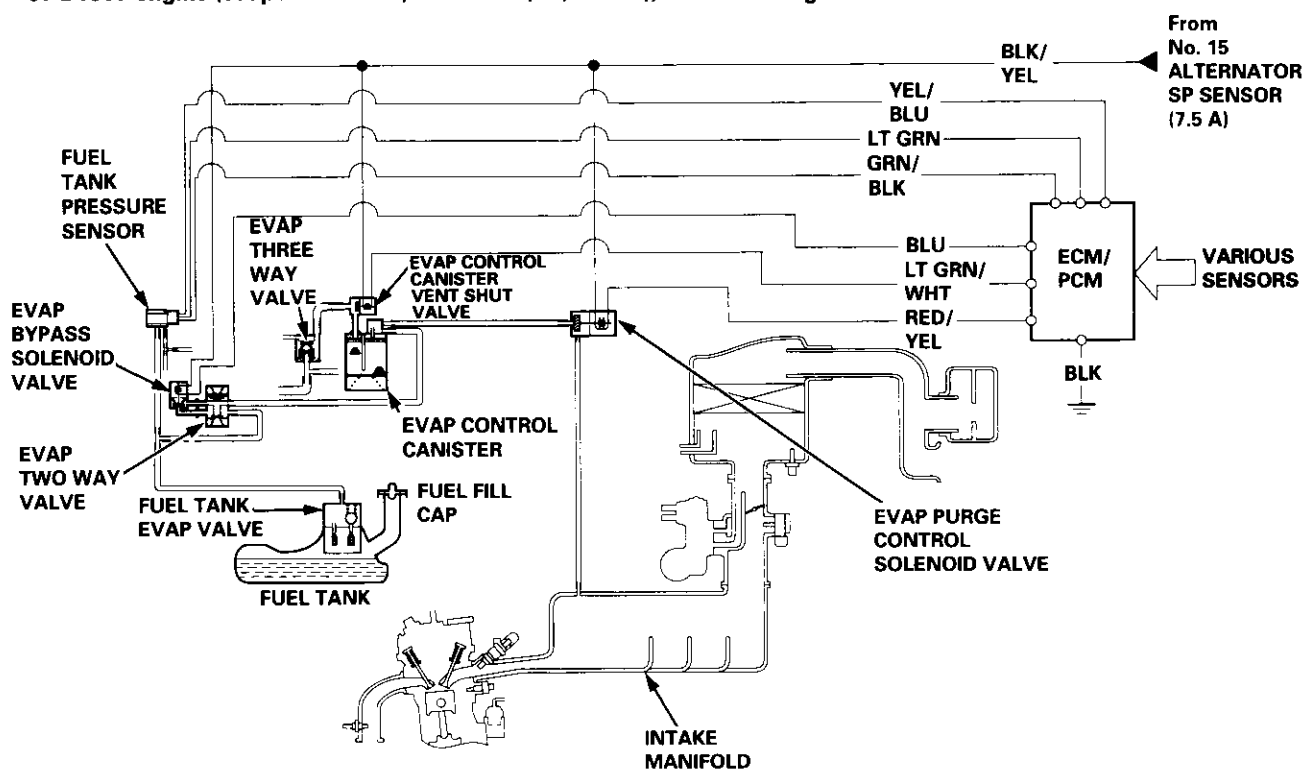 From
No. 15
ALTERNATOR
SP SENSOR
(7.5 A)
BLK/
YEL
YEL/
BLU
LT GRN
GRN/
BLK
FUEL
TANK
PRESSURE
SENSOR
EVAP
THREE
WAY
VALVE
EVAP CONTROL
CANISTER
VENT SHUT
VALVE
BLU
LT GRN/
WHT
RED/
YEL
ECM/
PCM
VARIOUS
SENSORS
BLK
EVAP
BYPASS
SOLENOID
VALVE
EVAP CONTROL
CANISTER
EVAP
TWO WAY
VALVE
FUEL TANK
EVAP VALVE
FUEL FILL
CAP
FUEL TANK
EVAP PURGE
CONTROL
SOLENOID VALVE
INTAKE
MANIFOLD